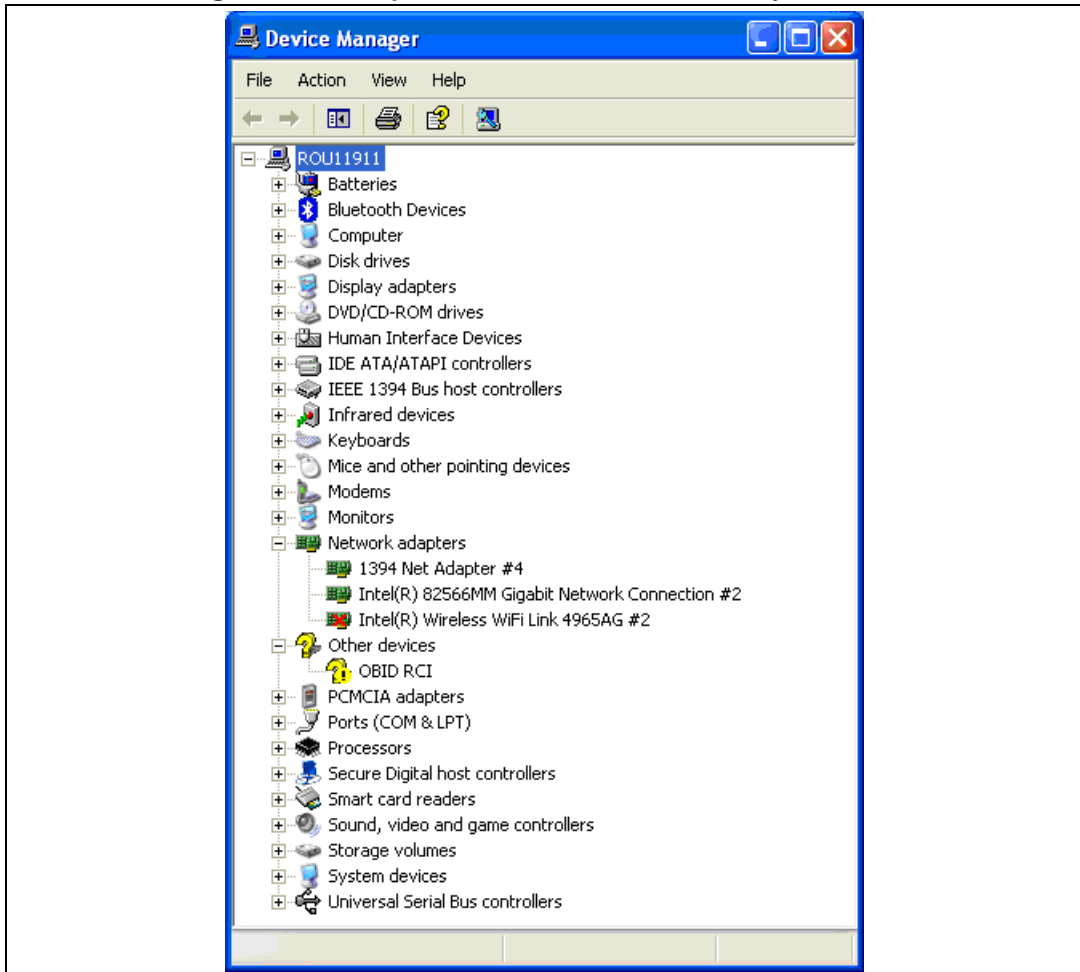 Device Manager
File Action View Help
ROU11911
Batteries
Bluetooth Devices
Computer
Disk drives
Display adapters
DVD/CD-ROM drives
Human Interface Devices
IDE ATA/ATAPI controllers
IEEE 1394 Bus host controllers
Infrared devices
Keyboards
Mice and other pointing devices
Modems
Monitors
Network adapters
1394 Net Adapter #4
Intel(R) 82566MM Gigabit Network Connection #2
Intel(R) Wireless WiFi Link 4965AG #2
Other devices
OBID RCI
PCMCIA adapters
Ports (COM & LPT)
Processors
Secure Digital host controllers
Smart card readers
Sound, video and game controllers
Storage volumes
System devices
Universal Serial Bus controllers